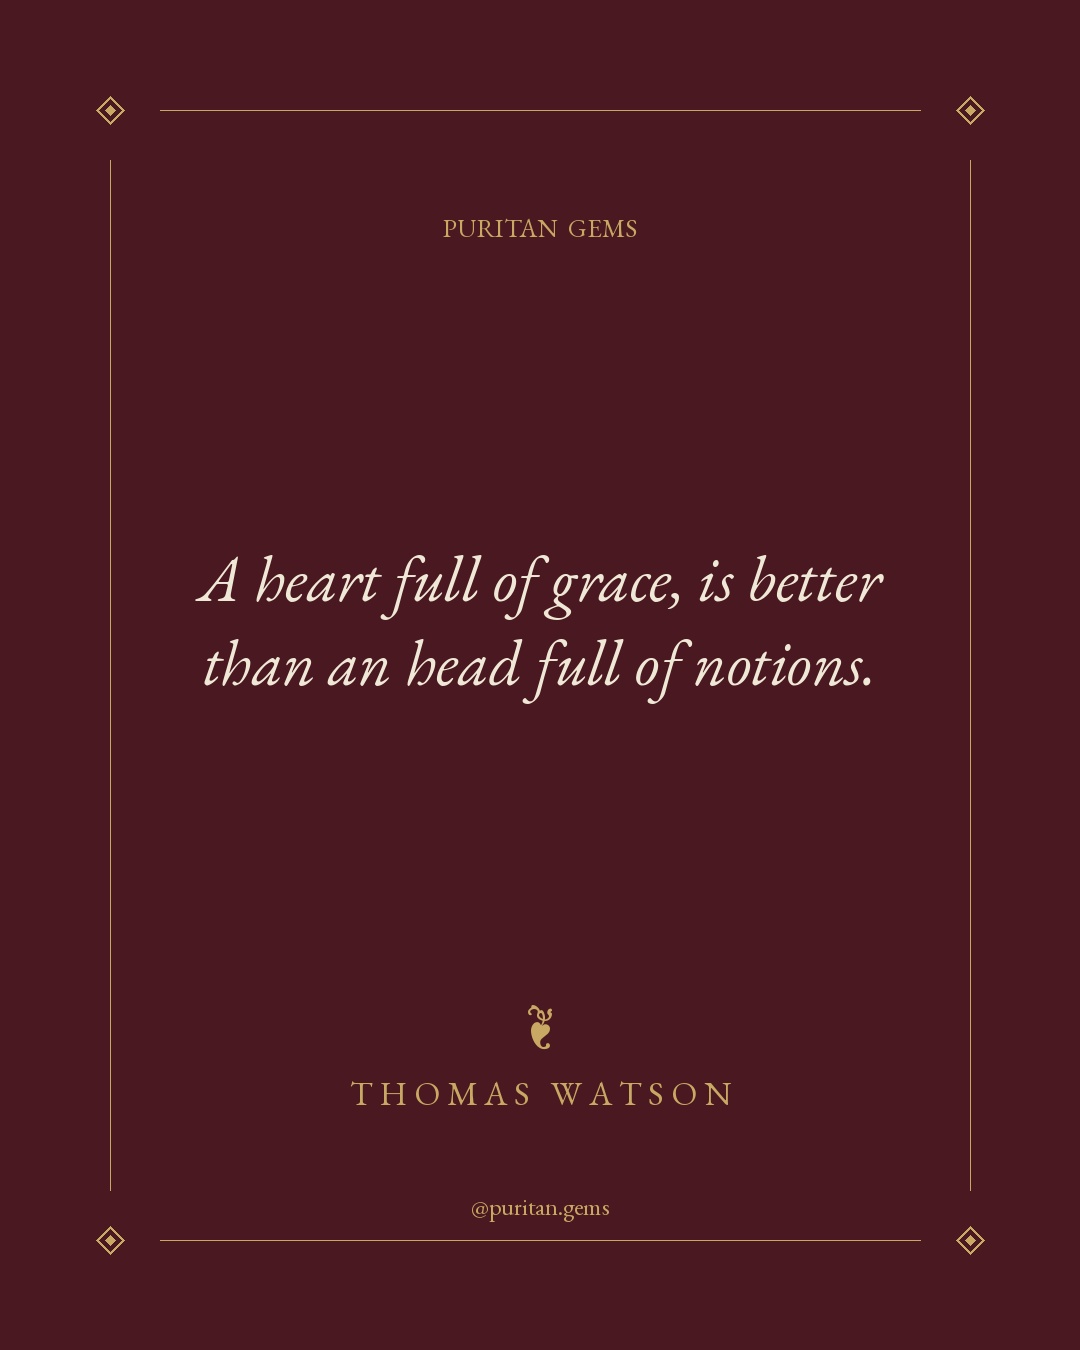 PURITAN GEMS
A heart full of grace, is better
than an head full of notions.
THOMAS WATSON
@puritan.gems